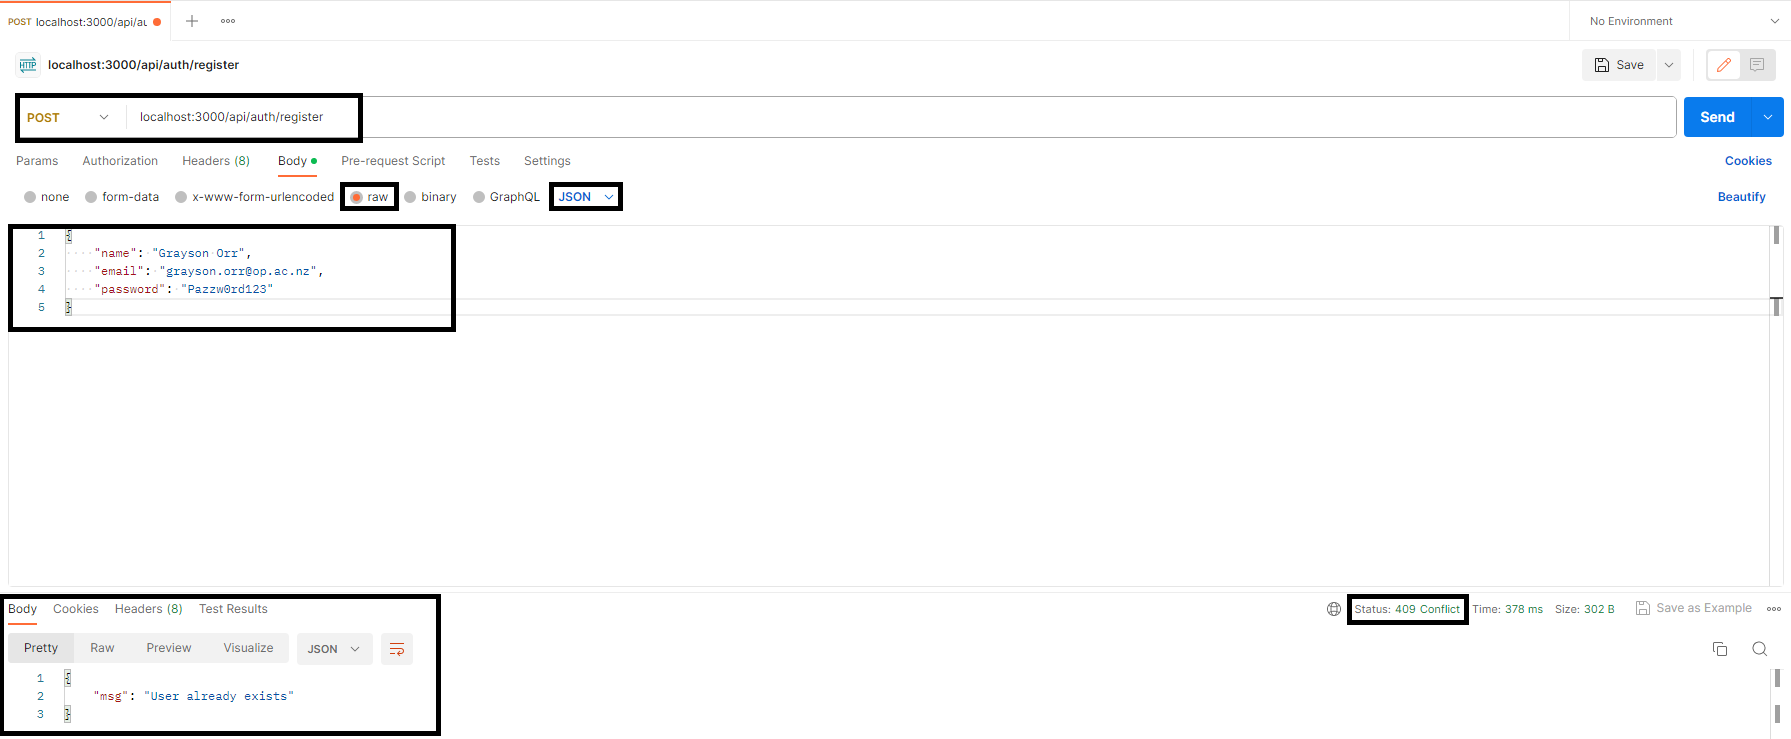 POST localhost:3000/api/au
No Environment
HTTP localhost:3000/api/auth/register
Save
POST localhost:3000/api/auth/register
Send
Params Authorization Headers (8) Body Pre-request Script Tests Settings
Cookies
none form-data x-www-form-urlencoded raw binary GraphQL JSON
Beautify
1 {
2 "name": "Grayson Orr",
3 "email": "grayson.orr@op.ac.nz",
4 "password": "Pazzw0rd123"
5 }
Body Cookies Headers (8) Test Results
Status: 409 Conflict Time: 378 ms Size: 302 B Save as Example
Pretty Raw Preview Visualize JSON
1 {
2 "msg": "User already exists"
3 }